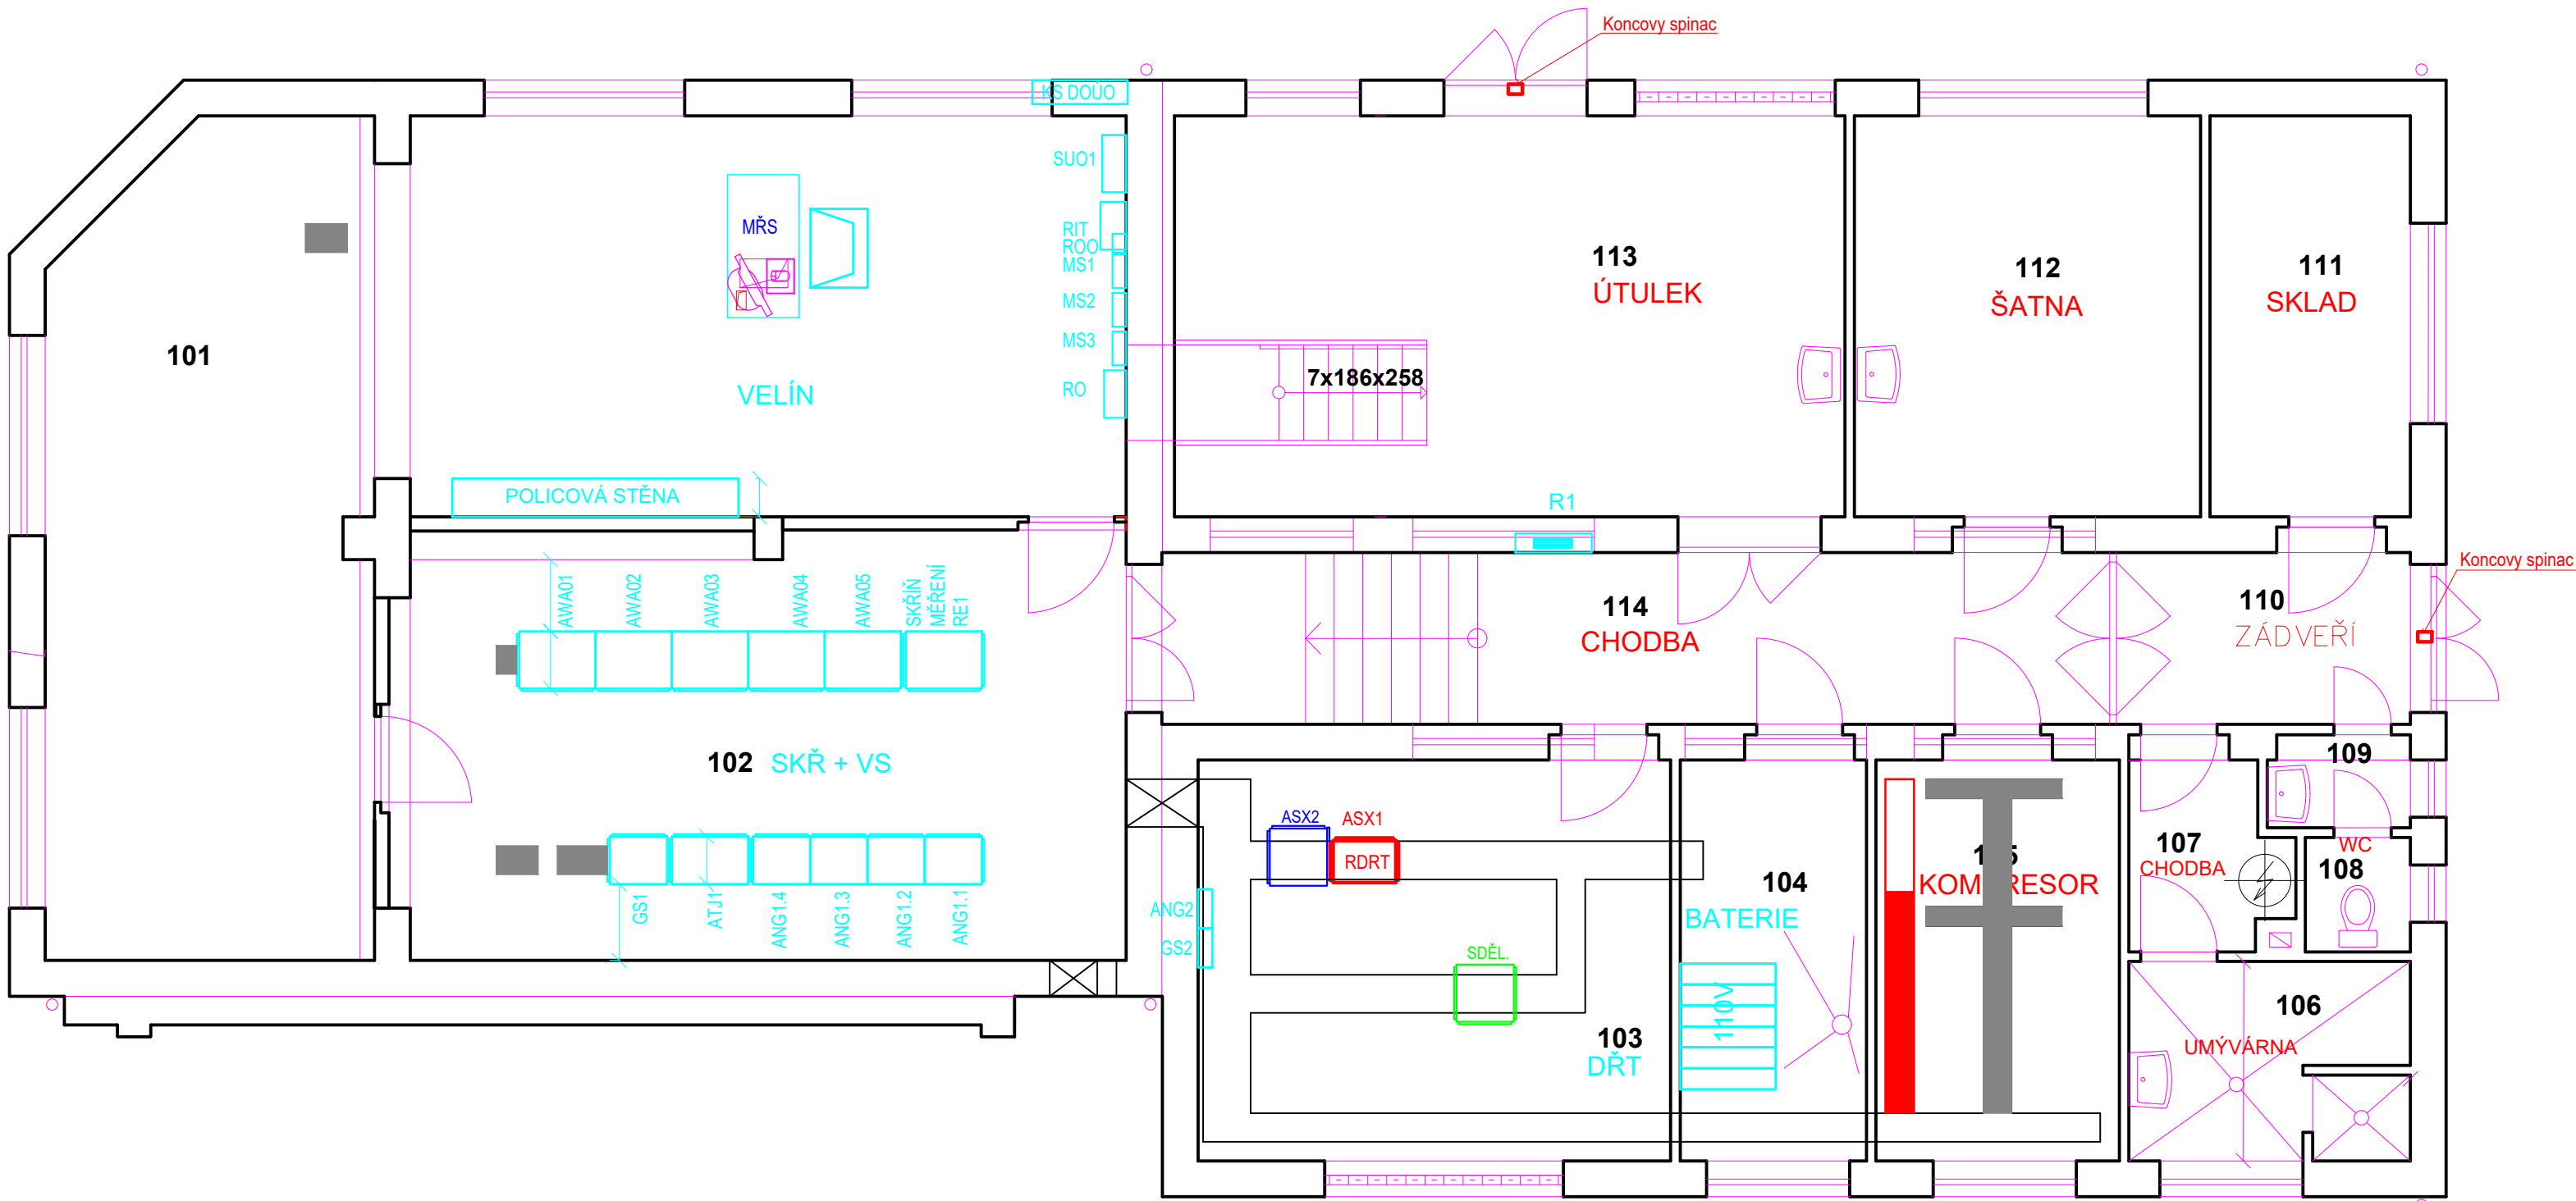 Koncovy spinac
KS DOÚO
SUO1
MŘS
RIT
ROO
MS1
MS2
MS3
RO
113
ÚTULEK
112
ŠATNA
111
SKLAD
101
VELÍN
7x186x258
POLICOVÁ STĚNA
R1
Koncovy spinac
AWA01
AWA02
AWA03
AWA04
AWA05
SKŘÍŇ
MĚŘENÍ
RE1
114
CHODBA
110
ZÁDVEŘÍ
102 SKŘ + VS
109
ASX2
ASX1
RDRT
107
CHODBA
WC
108
KOM RESOR
104
BATERIE
GS1
ATJ1
ANG1.4
ANG1.3
ANG1.2
ANG1.1
ANG2
GS2
SDĚL.
110V
103
DŘT
106
UMÝVÁRNA